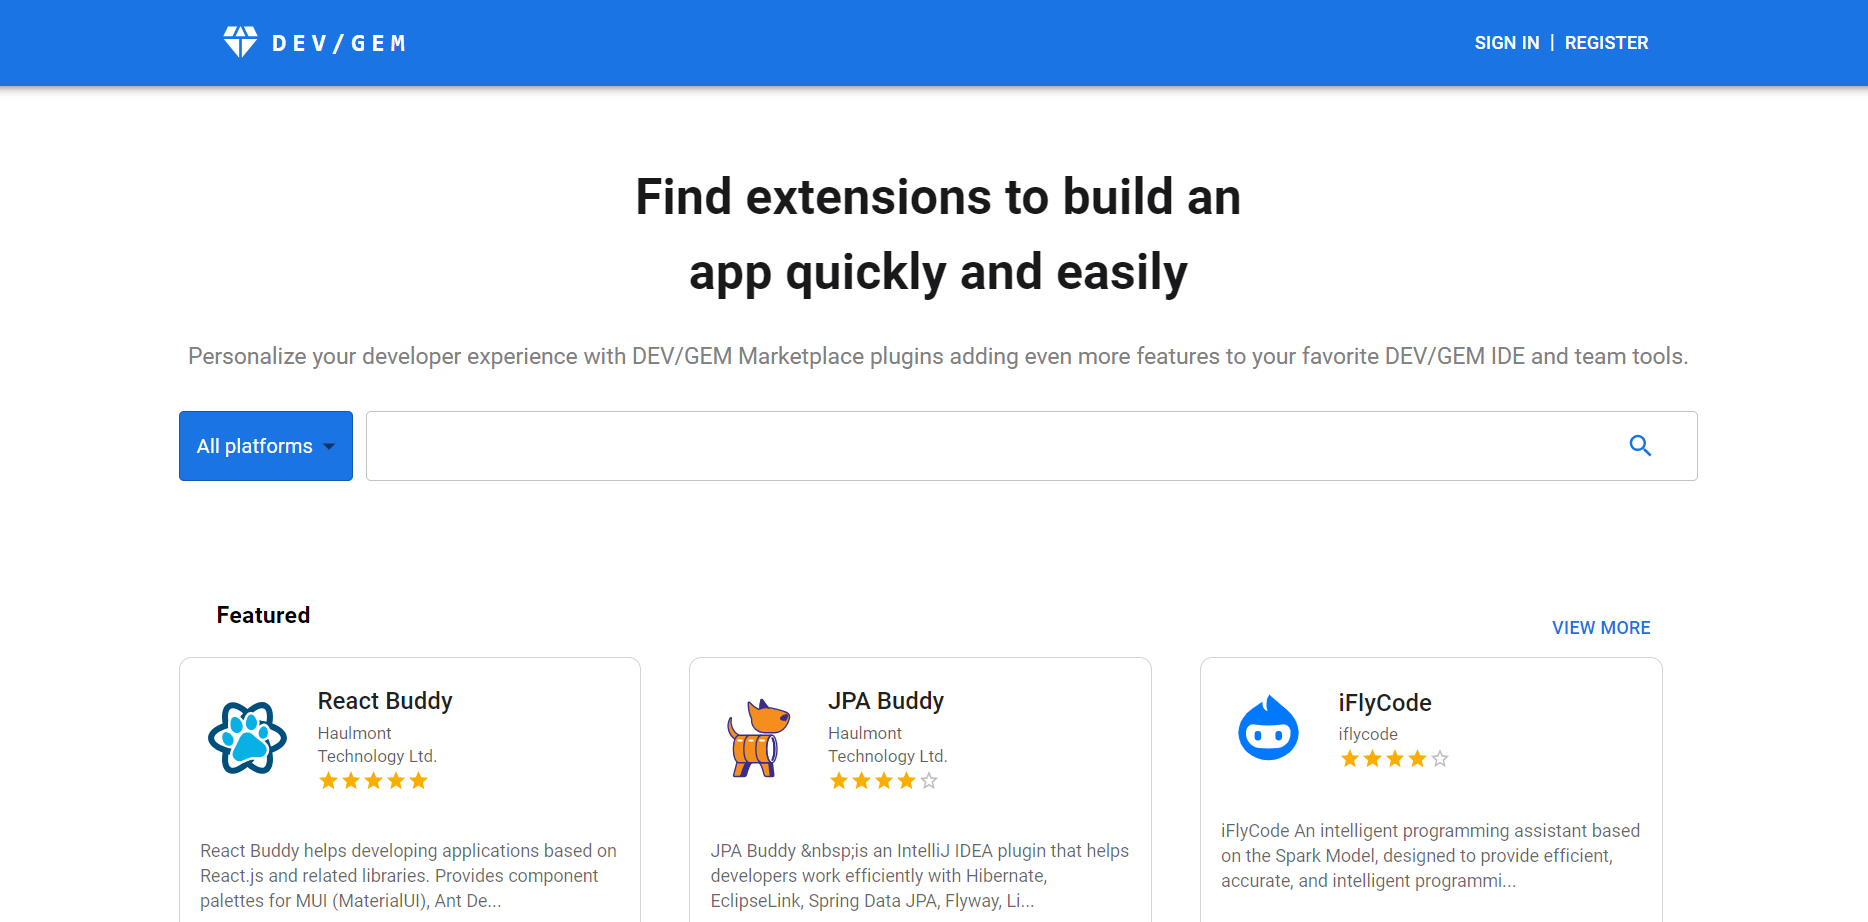 DEV/GEM
SIGN IN | REGISTER
Find extensions to build an
app quickly and easily
Personalize your developer experience with DEV/GEM Marketplace plugins adding even more features to your favorite DEV/GEM IDE and team tools.
All platforms
Featured
VIEW MORE
React Buddy
Haulmont
Technology Ltd.
React Buddy helps developing applications based on
React.js and related libraries. Provides component
palettes for MUI (MaterialUI), Ant De...
JPA Buddy
Haulmont
Technology Ltd.
JPA Buddy &nbsp;is an IntelliJ IDEA plugin that helps
developers work efficiently with Hibernate,
EclipseLink, Spring Data JPA, Flyway, Li...
iFlyCode
iflycode
iFlyCode An intelligent programming assistant based
on the Spark Model, designed to provide efficient,
accurate, and intelligent programmi...